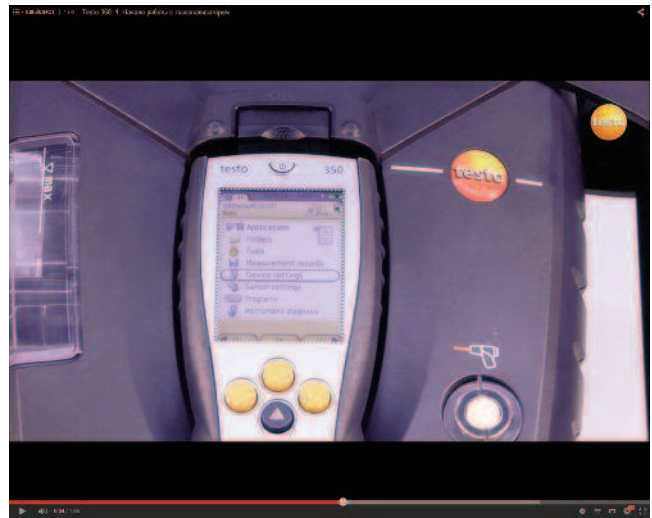 Testo 350. 1. Начало работы с газоанализатором
testo 350
testo
testo
max
Applications
Folders
Fuels
Measurement records
Device settings
Sensor settings
Programs
Instrument diagnosis